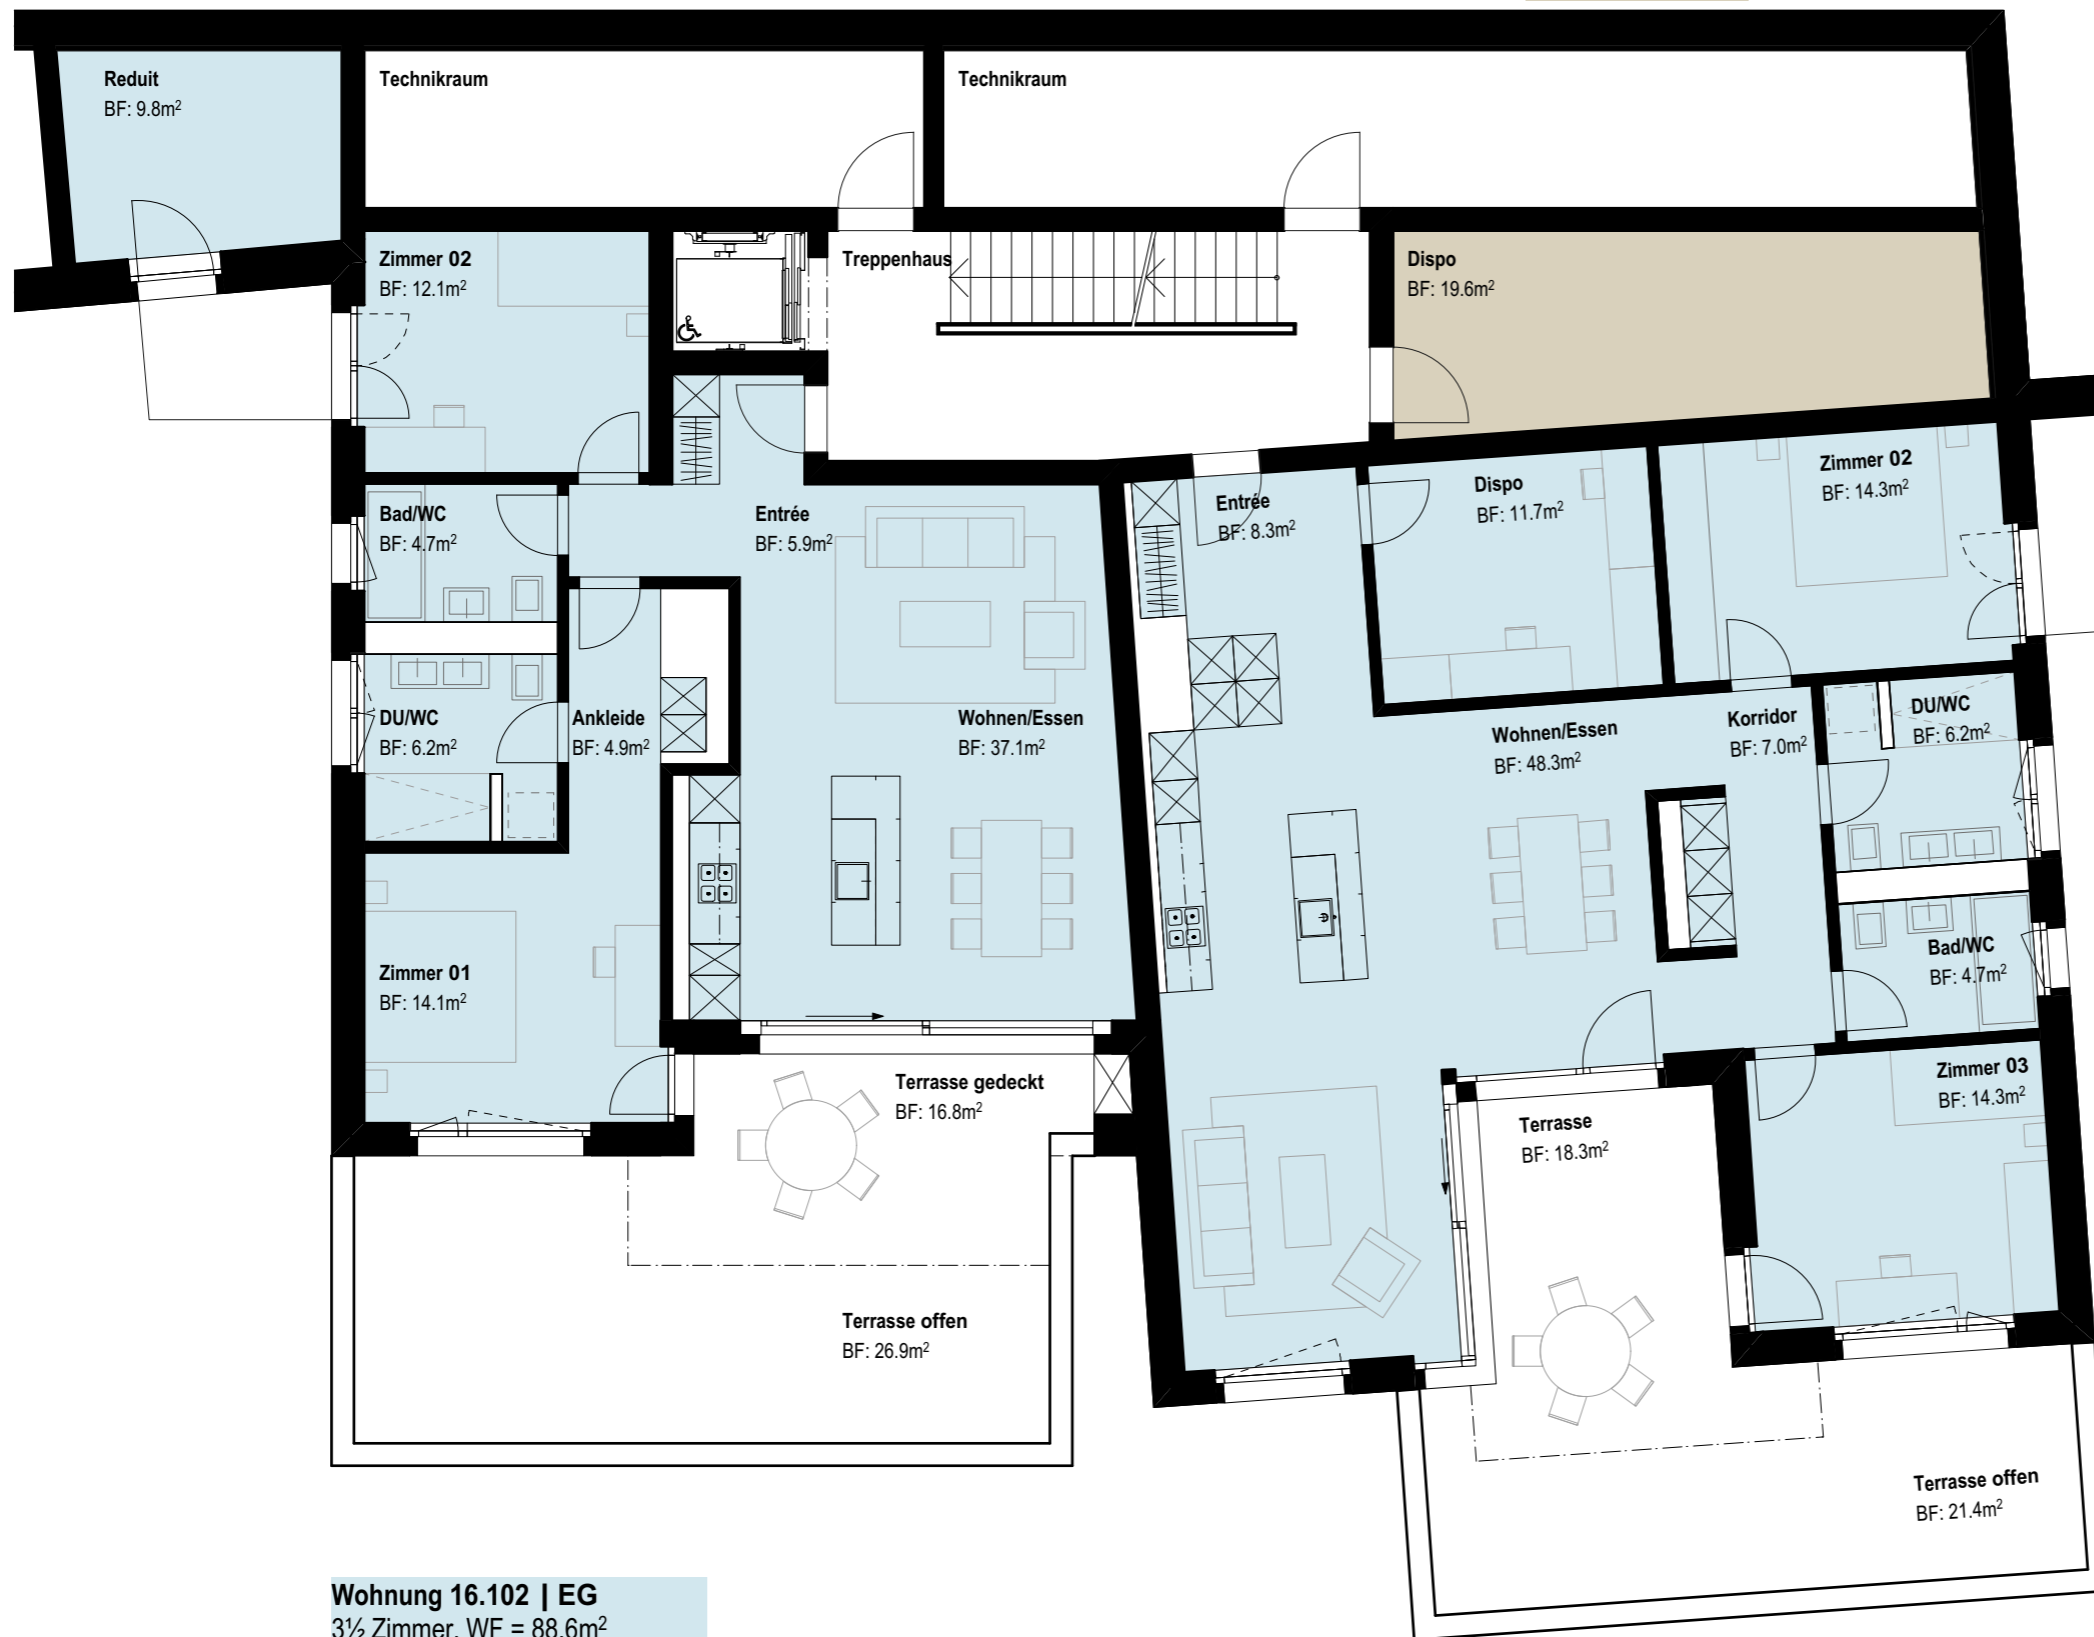 Reduit
BF: 9.8m²
Technikraum
Technikraum
Zimmer 02
BF: 12.1m²
Treppenhaus
Dispo
BF: 19.6m²
Bad/WC
BF: 4.7m²
Entrée
BF: 5.9m²
Entrée
BF: 8.3m²
Dispo
BF: 11.7m²
Zimmer 02
BF: 14.3m²
DU/WC
BF: 6.2m²
Ankleide
BF: 4.9m²
Wohnen/Essen
BF: 37.1m²
Wohnen/Essen
BF: 48.3m²
Korridor
BF: 7.0m²
DU/WC
BF: 6.2m²
Zimmer 01
BF: 14.1m²
Bad/WC
BF: 4.7m²
Terrasse gedeckt
BF: 16.8m²
Terrasse
BF: 18.3m²
Zimmer 03
BF: 14.3m²
Terrasse offen
BF: 26.9m²
Terrasse offen
BF: 21.4m²
Wohnung 16.102 | EG
3½ Zimmer, WF = 88.6m²